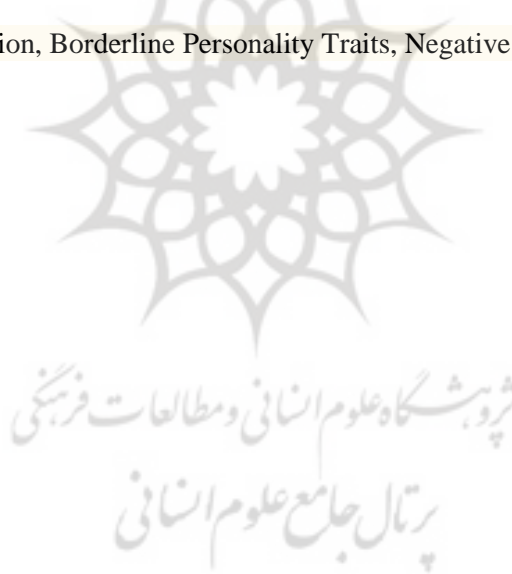 ion, Borderline Personality Traits, Negative
پژوهشگاه علوم انسانی و مطالعات فرهنگی
پرتال جامع علوم انسانی